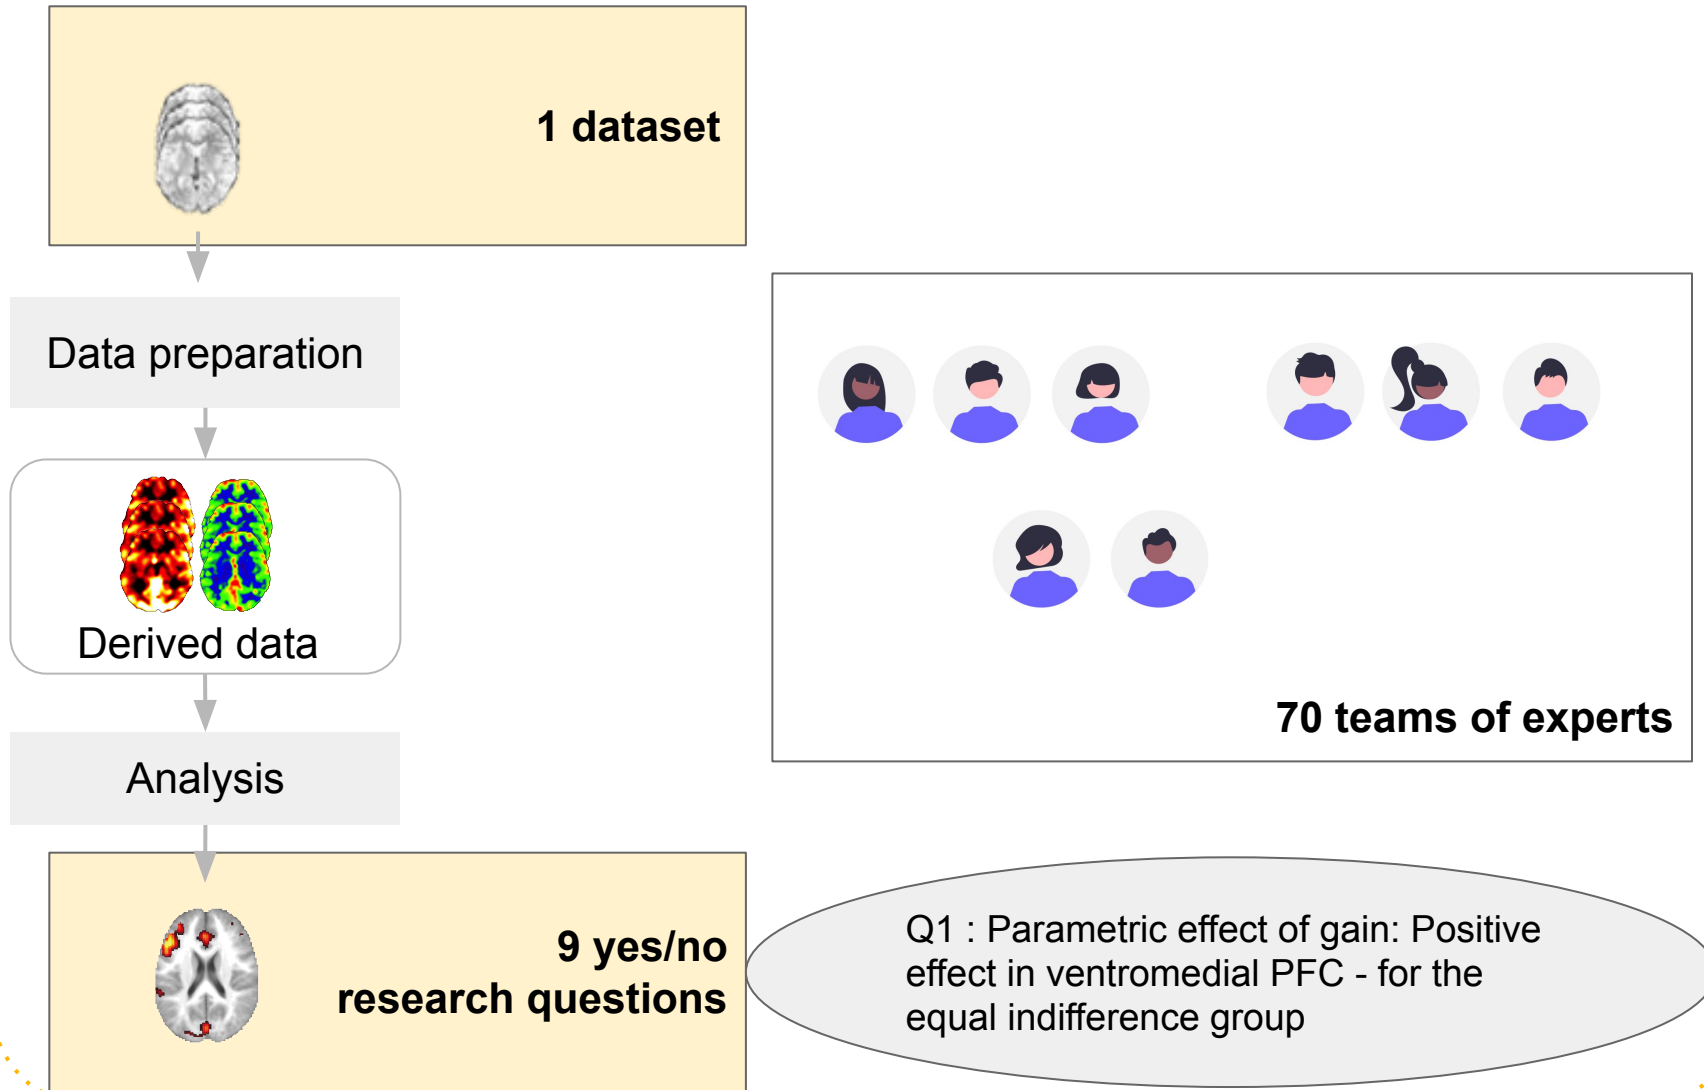 1 dataset
Data preparation
Derived data
70 teams of experts
Analysis
9 yes/no
research questions
Q1 : Parametric effect of gain: Positive
effect in ventromedial PFC - for the
equal indifference group